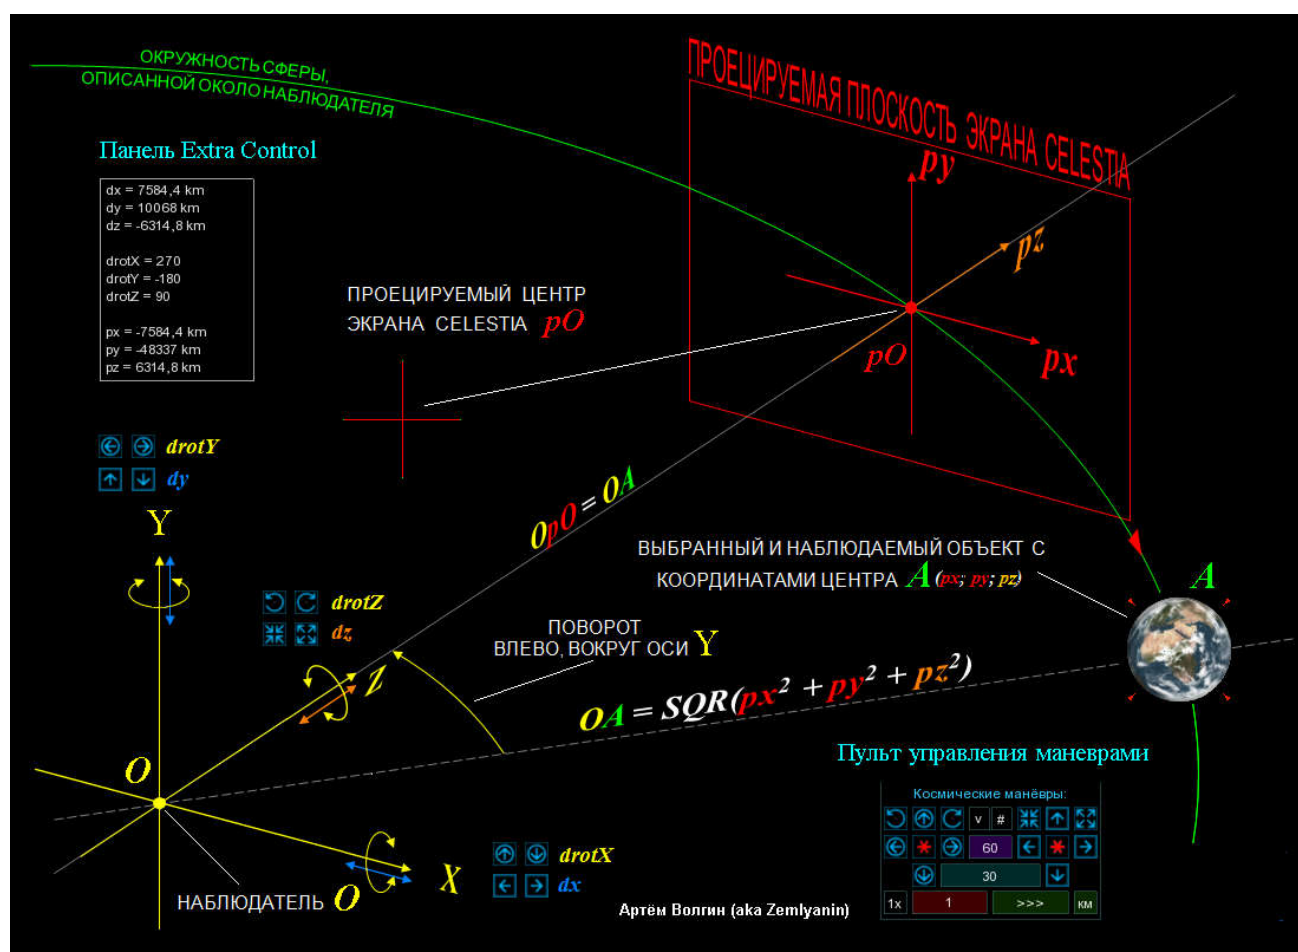 ОКРУЖНОСТЬ СФЕРЫ,
ОПИСАННОЙ ОКОЛО НАБЛЮДАТЕЛЯ
ПРОЕЦИРУЕМАЯ ПЛОСКОСТЬ ЭКРАНА CELESTIA
Панель Extra Control
dx = 7584,4 km
dy = 10068 km
dz = -6314,8 km
drotX = 270
drotY = -180
drotZ = 90
px = -7584,4 km
py = -48337 km
pz = 6314,8 km
py
pz
px
pO
ПРОЕЦИРУЕМЫЙ ЦЕНТР
ЭКРАНА CELESTIA pO
drotY
dy
Y
OpO = OA
ВЫБРАННЫЙ И НАБЛЮДАЕМЫЙ ОБЪЕКТ С
КООРДИНАТАМИ ЦЕНТРА A (px; py; pz)
A
drotZ
dz
ПОВОРОТ
ВЛЕВО, ВОКРУГ ОСИ Y
Z
OA = SQR(px² + py² + pz²)
O
Пульт управления маневрами
Космические манёвры:
v #
60
30
1x 1 >>> км
drotX
dx
X
НАБЛЮДАТЕЛЬ O
Артём Волгин (aka Zemlyanin)